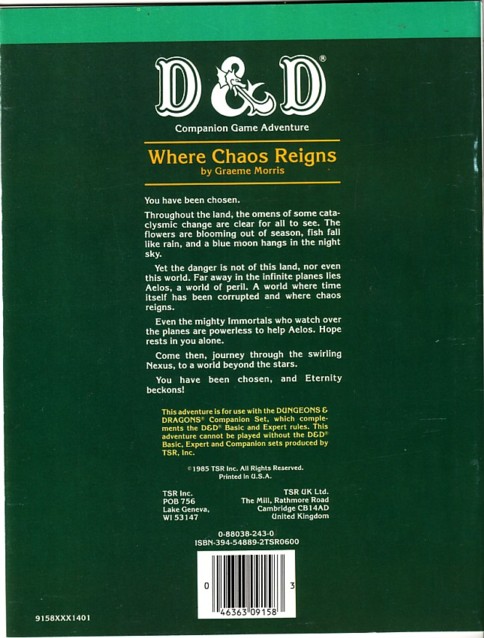 D&D®
Companion Game Adventure
Where Chaos Reigns
by Graeme Morris
You have been chosen.
Throughout the land, the omens of some cata-
clysmic change are clear for all to see. The
flowers are blooming out of season, fish fall
like rain, and a blue moon hangs in the night
sky.
Yet the danger is not of this land, nor even
this world. Far away in the infinite planes lies
Aelos, a world of peril. A world where time
itself has been corrupted and where chaos
reigns.
Even the mighty Immortals who watch over
the planes are powerless to help Aelos. Hope
rests in you alone.
Come then, journey through the swirling
Nexus, to a world beyond the stars.
You have been chosen, and Eternity
beckons!
This adventure is for use with the DUNGEONS &
DRAGONS® Companion Set, which comple-
ments the D&D® Basic and Expert rules. This
adventure cannot be played without the D&D®
Basic, Expert and Companion sets produced by
TSR, Inc.
©1985 TSR Inc. All Rights Reserved.
Printed in U.S.A.
TSR Inc.
POB 756
Lake Geneva,
WI 53147
TSR UK Ltd.
The Mill, Rathmore Road
Cambridge CB14AD
United Kingdom
0-88038-243-0
ISBN-394-54889-2TSR0600
0 46363 09158 3
9158XXX1401